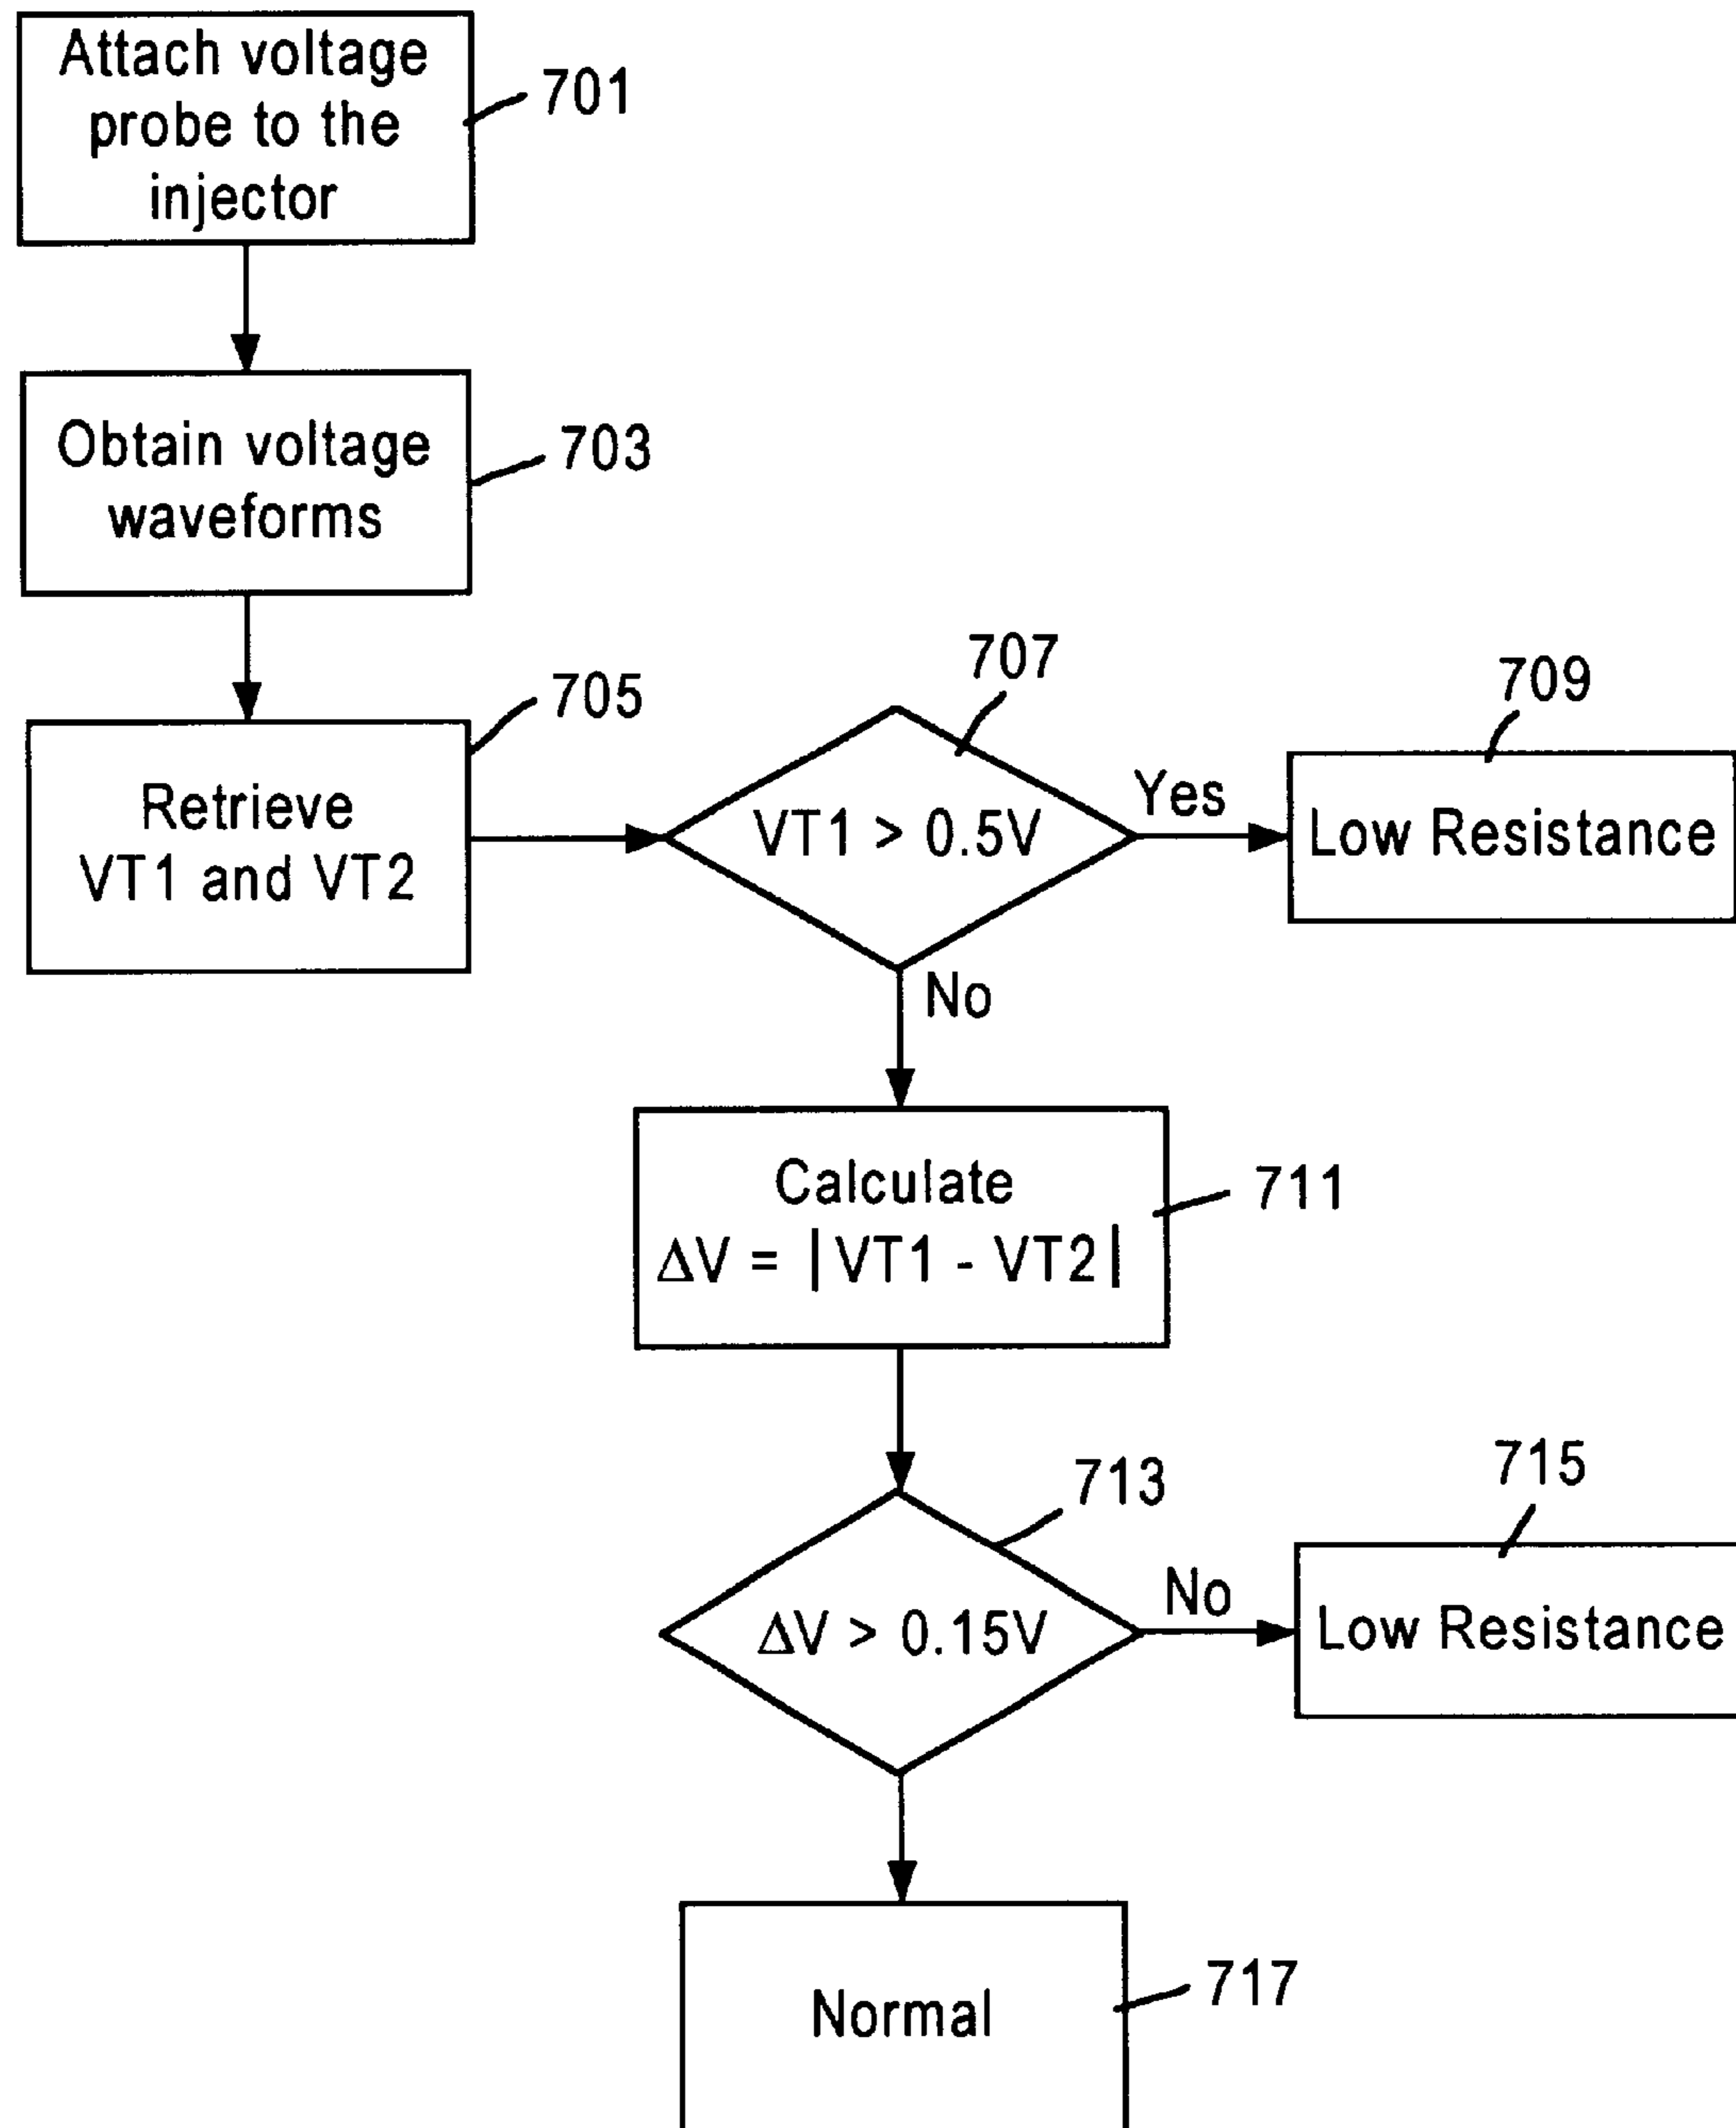 Attach voltage
probe to the
injector
701
Obtain voltage
waveforms
703
Retrieve
VT1 and VT2
705
VT1 > 0.5V
707
Yes
Low Resistance
709
No
Calculate
ΔV = |VT1 - VT2|
711
ΔV > 0.15V
713
No
Low Resistance
715
Normal
717